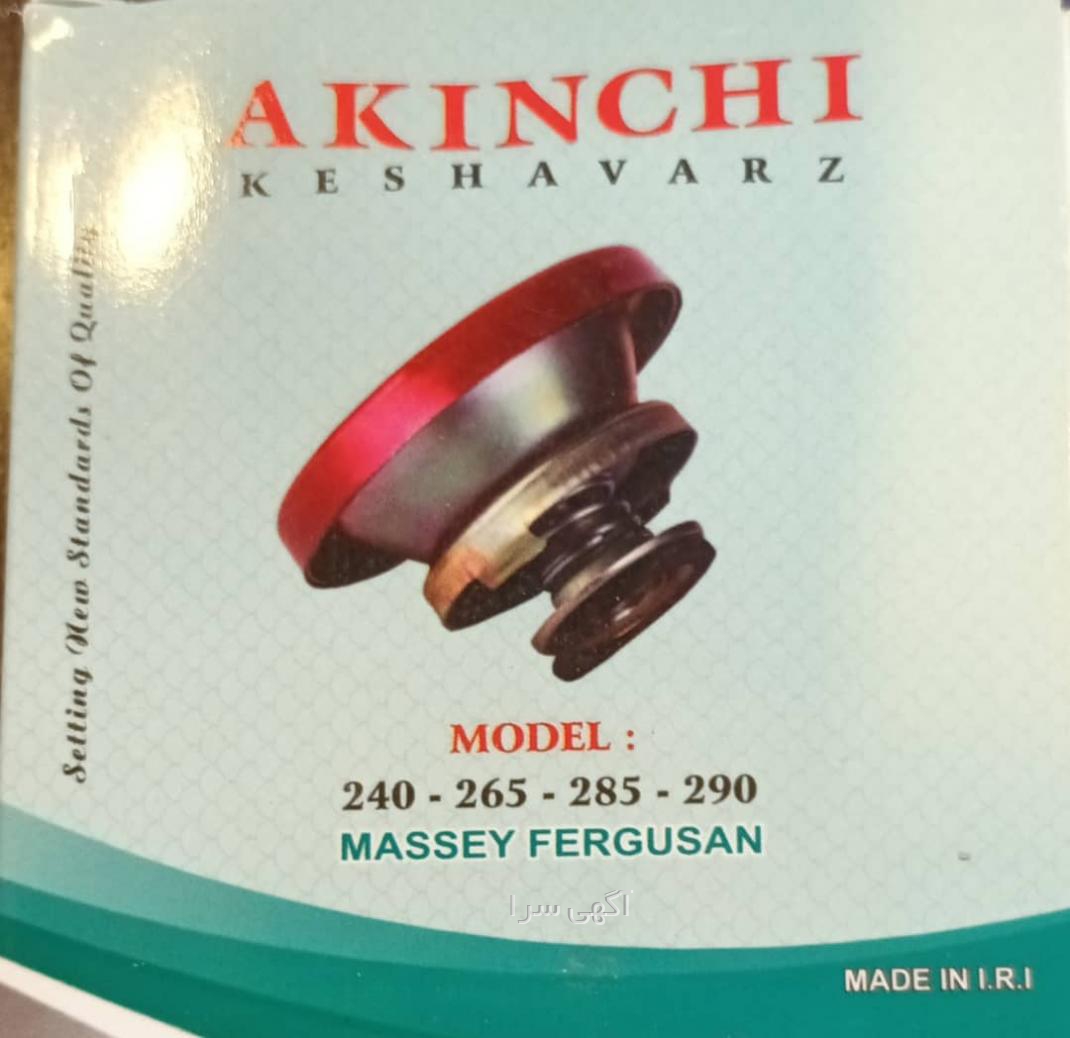 AKINCHI
KESHAVARZ
Setting New Standards Of Quality
MODEL :
240 - 265 - 285 - 290
MASSEY FERGUSAN
آگهی سرا
MADE IN I.R.I